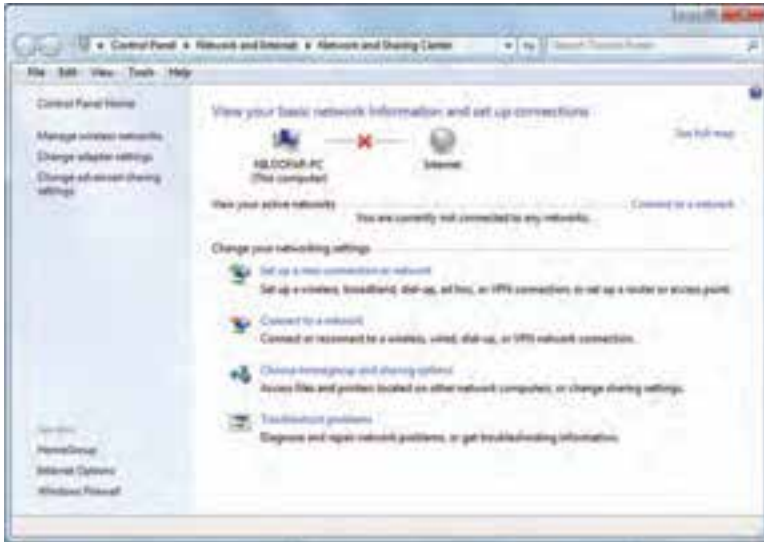 Control Panel ▸ Network and Internet ▸ Network and Sharing Center
File Edit View Tools Help
Control Panel Home
Manage wireless networks
Change adapter settings
Change advanced sharing
settings
View your basic network information and set up connections
See full map
(This computer)
Internet
View your active networks
Connect to a network
You are currently not connected to any networks.
Change your networking settings
Set up a new connection or network
Set up a wireless, broadband, dial-up, ad hoc, or VPN connection; or set up a router or access point.
Connect to a network
Connect or reconnect to a wireless, wired, dial-up, or VPN network connection.
Choose homegroup and sharing options
Access files and printers located on other network computers, or change sharing settings.
Troubleshoot problems
Diagnose and repair network problems, or get troubleshooting information.
See also
HomeGroup
Internet Options
Windows Firewall